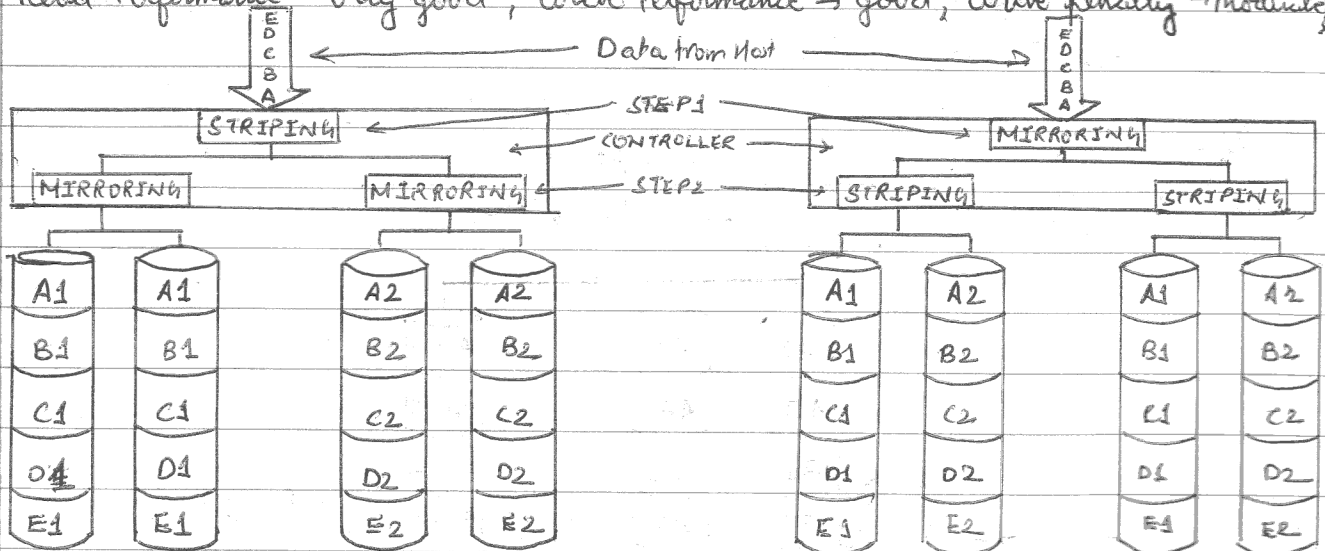 Read Performance - Very good, Write Performance → good, Write Penalty - Moderate,
E
D
C
B
A
Data from Host
E
D
C
B
A
STEP1
STRIPING
MIRRORING
CONTROLLER
MIRRORING
MIRRORING
STEP2
STRIPING
STRIPING
A1 A1 A2 A2 A1 A2 A1 A2
B1 B1 B2 B2 B1 B2 B1 B2
C1 C1 C2 C2 C1 C2 C1 C2
D1 D1 D2 D2 D1 D2 D1 D2
E1 E1 E2 E2 E1 E2 E1 E2